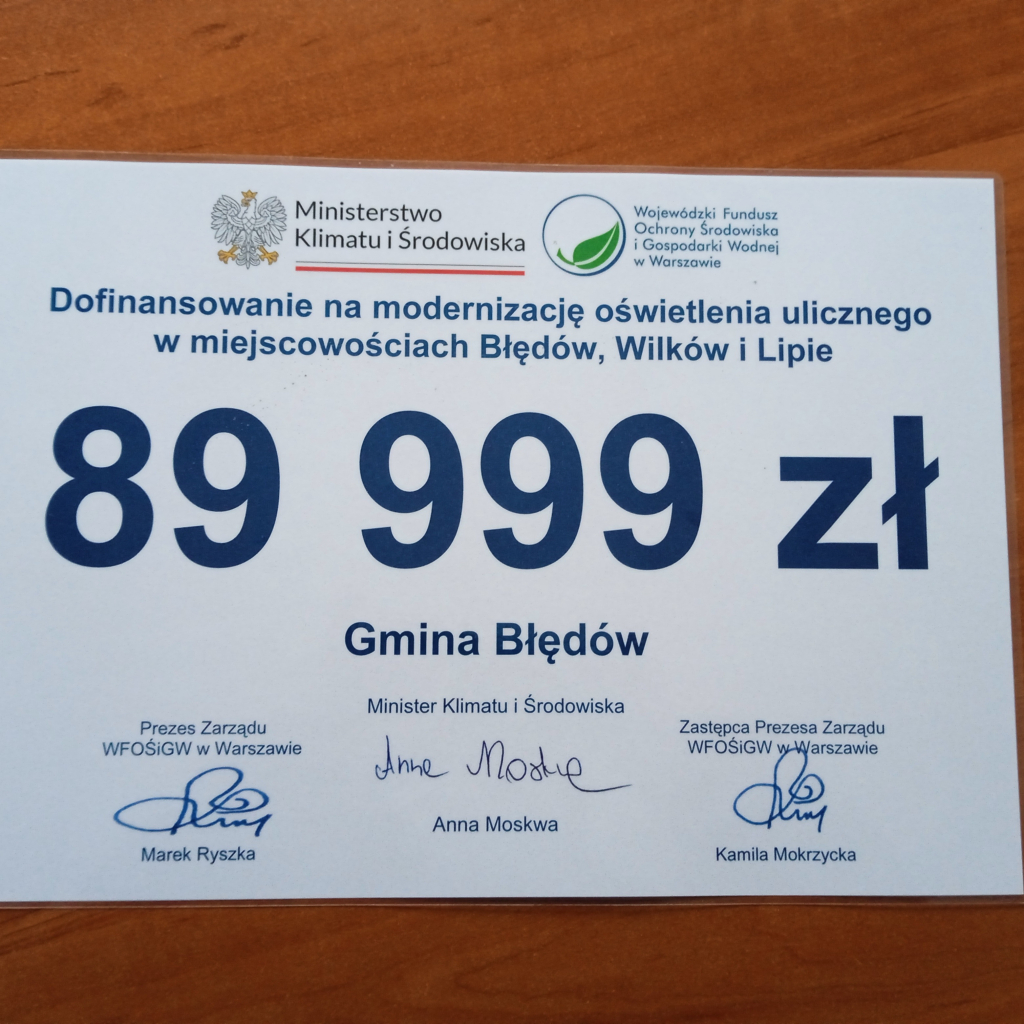 Ministerstwo
Klimatu i Środowiska
Wojewódzki Fundusz
Ochrony Środowiska
i Gospodarki Wodnej
w Warszawie
Dofinansowanie na modernizację oświetlenia ulicznego
w miejscowościach Błędów, Wilków i Lipie
89 999 zł
Gmina Błędów
Minister Klimatu i Środowiska
Anna Moskwa
Anna Moskwa
Prezes Zarządu
WFOŚiGW w Warszawie
Marek Ryszka
Zastępca Prezesa Zarządu
WFOŚiGW w Warszawie
Kamila Mokrzycka